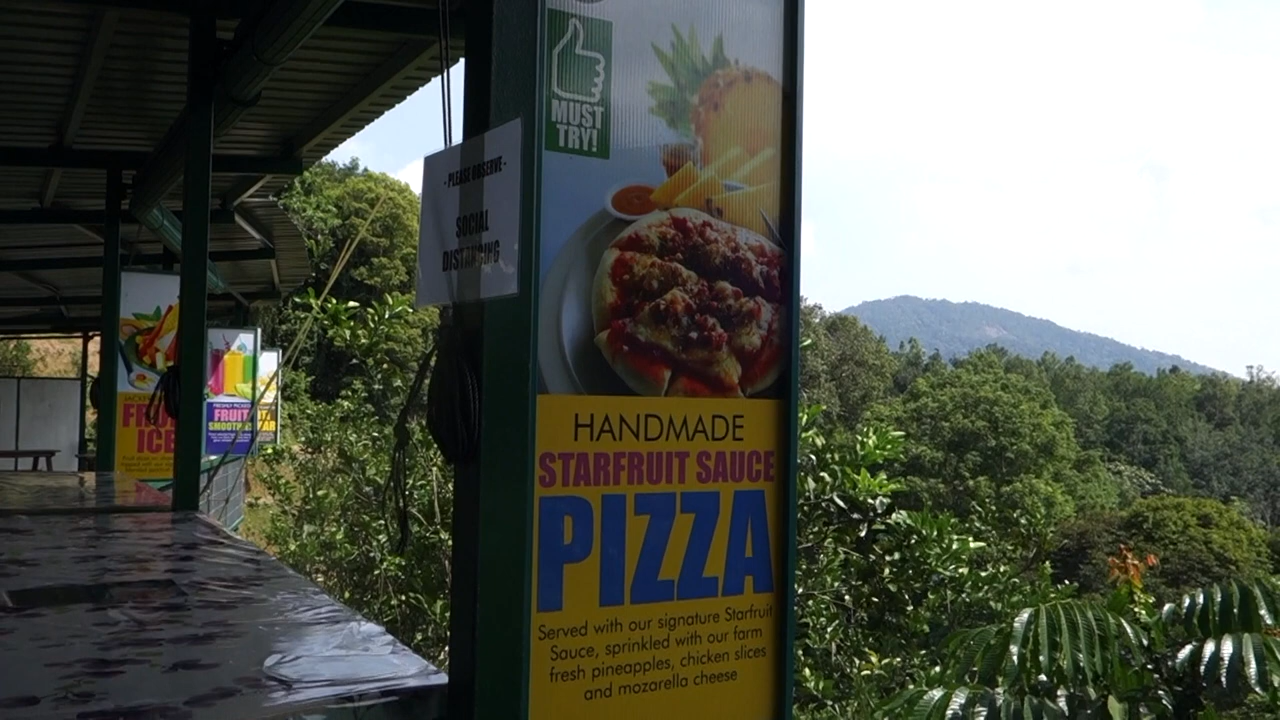 MUST
TRY!
- PLEASE OBSERVE -
SOCIAL
DISTANCING
HANDMADE
STARFRUIT SAUCE
PIZZA
Served with our signature Starfruit
Sauce, sprinkled with our farm
fresh pineapples, chicken slices
and mozarella cheese
ICE
FRUIT